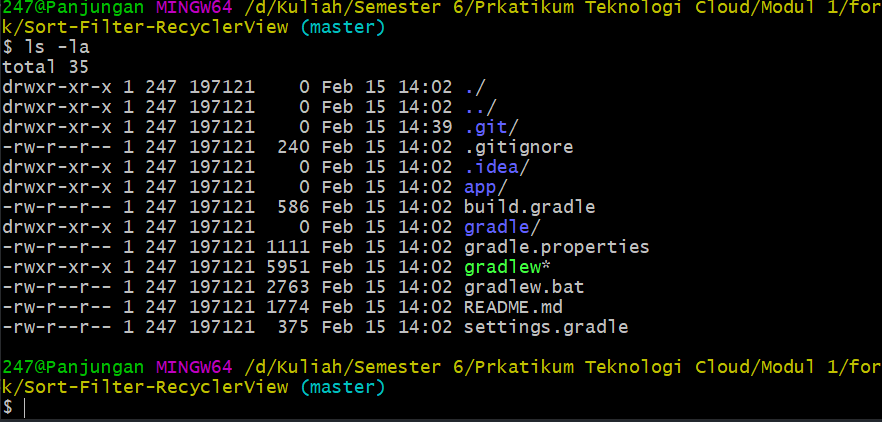 247@Panjungan MINGW64 /d/Kuliah/Semester 6/Prkatikum Teknologi Cloud/Modul 1/for
k/Sort-Filter-RecyclerView (master)
$ ls -la
total 35
drwxr-xr-x 1 247 197121    0 Feb 15 14:02 ./
drwxr-xr-x 1 247 197121    0 Feb 15 14:02 ../
drwxr-xr-x 1 247 197121    0 Feb 15 14:39 .git/
-rw-r--r-- 1 247 197121  240 Feb 15 14:02 .gitignore
drwxr-xr-x 1 247 197121    0 Feb 15 14:02 .idea/
drwxr-xr-x 1 247 197121    0 Feb 15 14:02 app/
-rw-r--r-- 1 247 197121  586 Feb 15 14:02 build.gradle
drwxr-xr-x 1 247 197121    0 Feb 15 14:02 gradle/
-rw-r--r-- 1 247 197121 1111 Feb 15 14:02 gradle.properties
-rwxr-xr-x 1 247 197121 5951 Feb 15 14:02 gradlew*
-rw-r--r-- 1 247 197121 2763 Feb 15 14:02 gradlew.bat
-rw-r--r-- 1 247 197121 1774 Feb 15 14:02 README.md
-rw-r--r-- 1 247 197121  375 Feb 15 14:02 settings.gradle
247@Panjungan MINGW64 /d/Kuliah/Semester 6/Prkatikum Teknologi Cloud/Modul 1/for
k/Sort-Filter-RecyclerView (master)
$